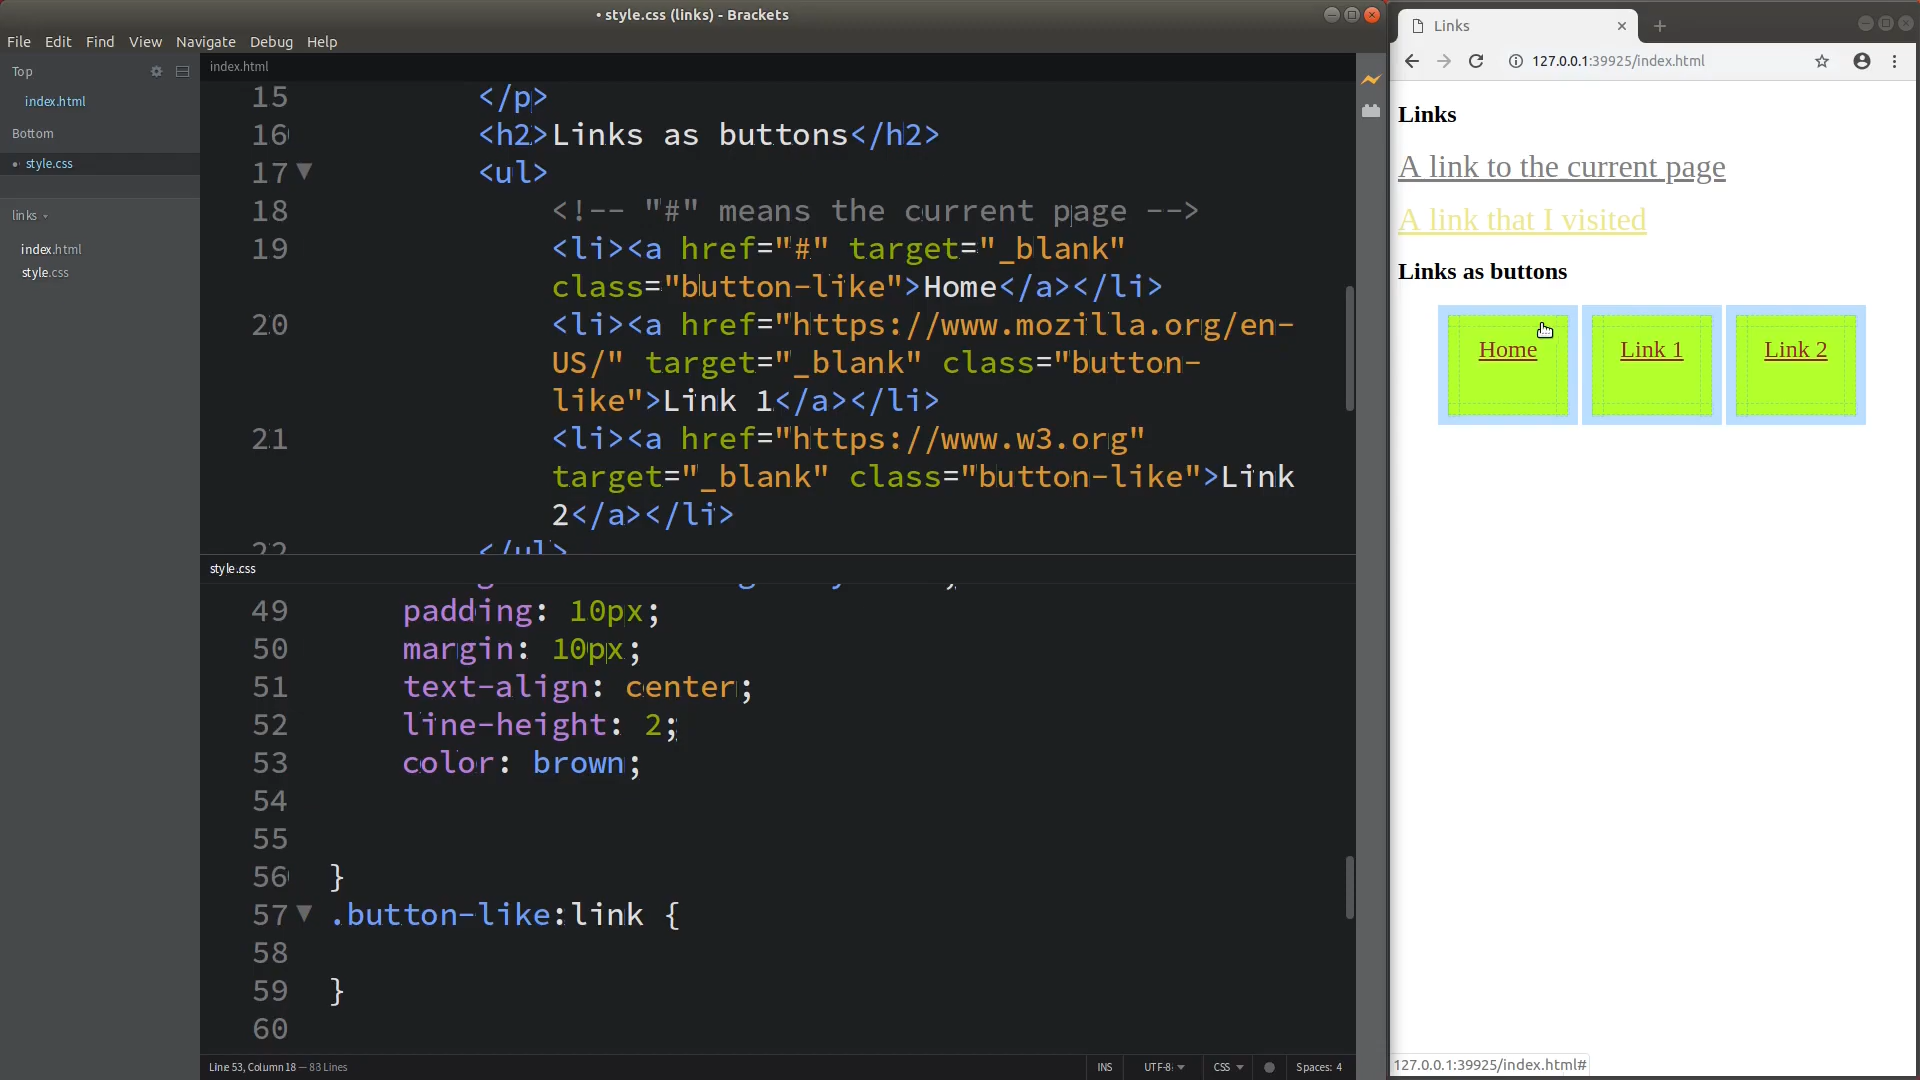 • style.css (links) - Brackets
File Edit Find View Navigate Debug Help
Top
index.html
Bottom
• style.css
links
index.html
style.css
index.html
15 </p>
16 <h2>Links as buttons</h2>
17 <ul>
18 <!-- "#" means the current page -->
19 <li><a href="#" target="_blank"
class="button-like">Home</a></li>
20 <li><a href="https://www.mozilla.org/en-
US/" target="_blank" class="button-
like">Link 1</a></li>
21 <li><a href="https://www.w3.org"
target="_blank" class="button-like">Link
2</a></li>
22 </ul>
style.css
49 padding: 10px;
50 margin: 10px;
51 text-align: center;
52 line-height: 2;
53 color: brown;
54
55
56 }
57 .button-like:link {
58
59 }
60
Line 53, Column 18 — 83 Lines
INS UTF-8 CSS Spaces: 4
Links
127.0.0.1:39925/index.html
Links
A link to the current page
A link that I visited
Links as buttons
Home Link 1 Link 2
127.0.0.1:39925/index.html#